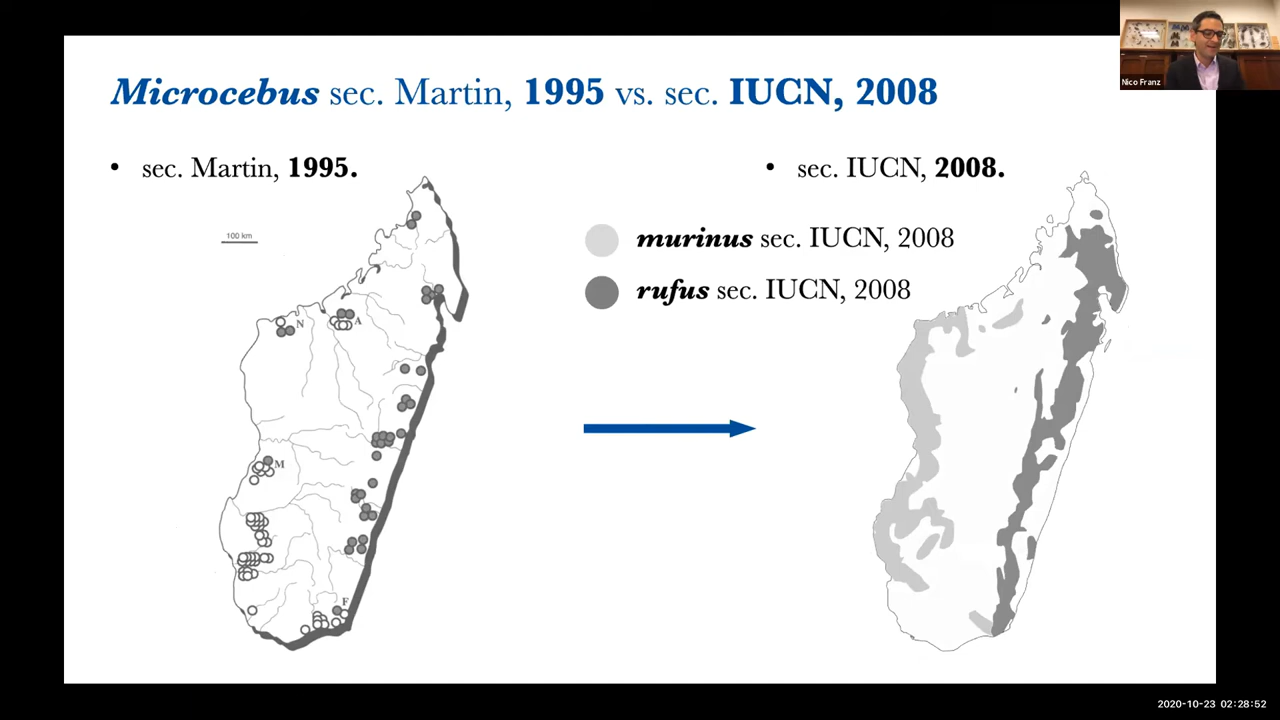 Microcebus sec. Martin, 1995 vs. sec. IUCN, 2008
Nico Franz
• sec. Martin, 1995.
• sec. IUCN, 2008.
100 km
murinus sec. IUCN, 2008
rufus sec. IUCN, 2008
N
A
M
F
2020-10-23 02:28:52